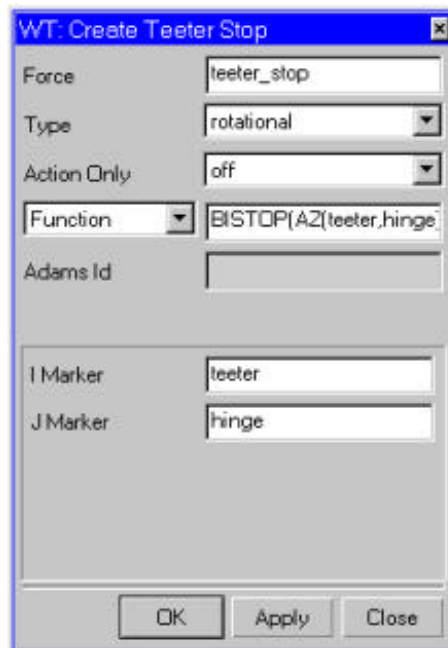 WT: Create Teeter Stop
Force teeter_stop
Type rotational
Action Only off
Function BISTOP(AZ(teeter,hinge)
Adams Id
I Marker teeter
J Marker hinge
OK Apply Close